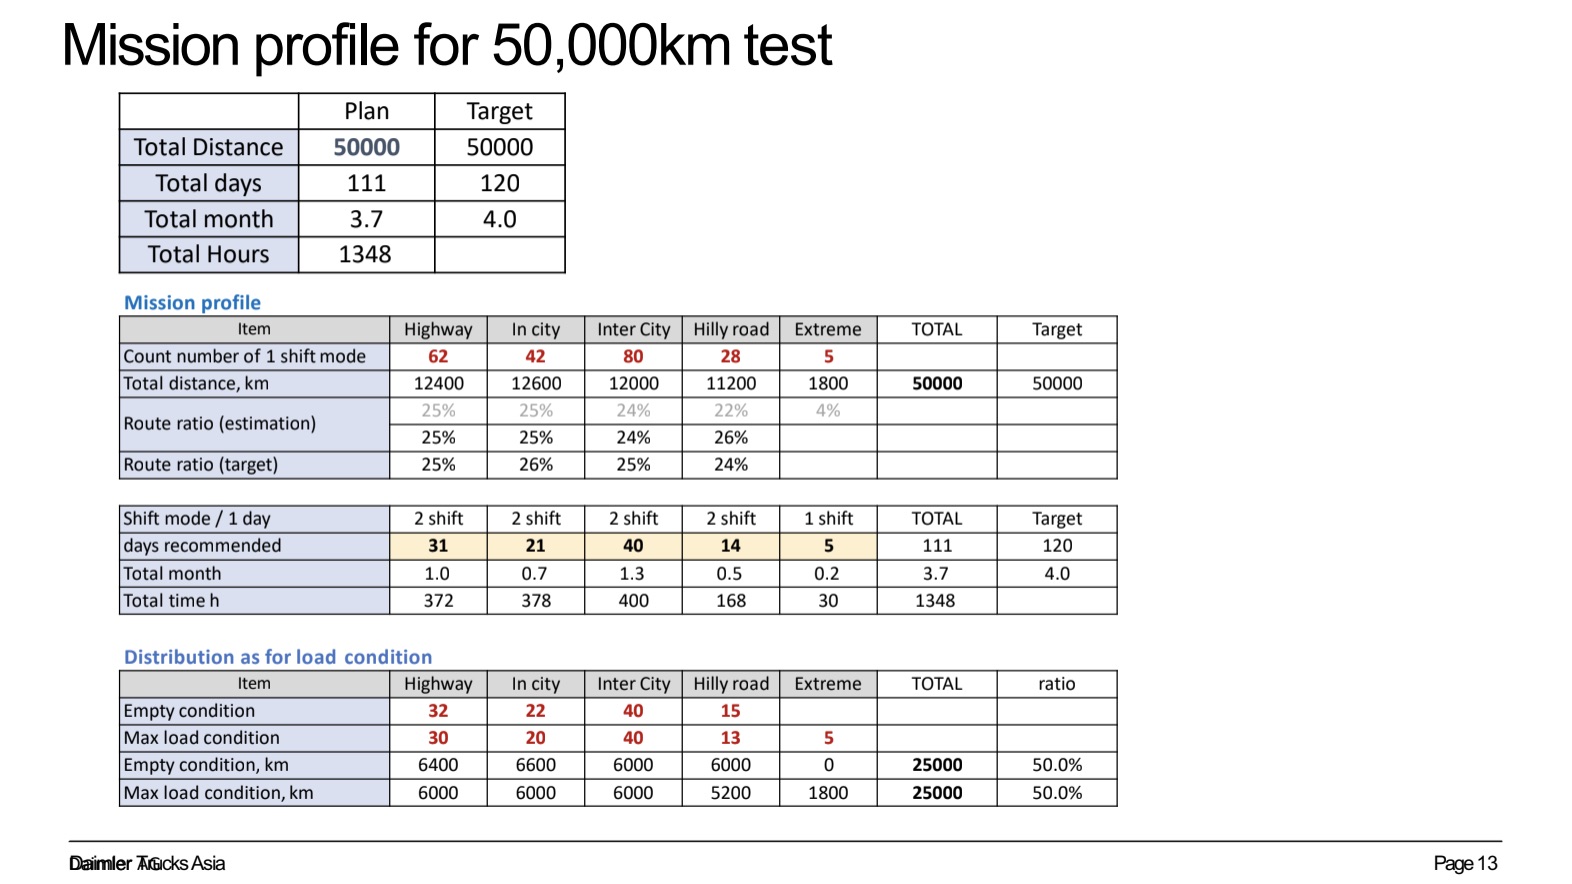 Mission profile for 50,000km test
Plan Target
Total Distance 50000 50000
Total days 111 120
Total month 3.7 4.0
Total Hours 1348
Mission profile
Item Highway In city Inter City Hilly road Extreme TOTAL Target
Count number of 1 shift mode 62 42 80 28 5
Total distance, km 12400 12600 12000 11200 1800 50000 50000
Route ratio (estimation) 25% 25% 24% 22% 4%
25% 25% 24% 26%
Route ratio (target) 25% 26% 25% 24%
Shift mode / 1 day 2 shift 2 shift 2 shift 2 shift 1 shift TOTAL Target
days recommended 31 21 40 14 5 111 120
Total month 1.0 0.7 1.3 0.5 0.2 3.7 4.0
Total time h 372 378 400 168 30 1348
Distribution as for load condition
Item Highway In city Inter City Hilly road Extreme TOTAL ratio
Empty condition 32 22 40 15
Max load condition 30 20 40 13 5
Empty condition, km 6400 6600 6000 6000 0 25000 50.0%
Max load condition, km 6000 6000 6000 5200 1800 25000 50.0%
Daimler Trucks Asia
Page 13